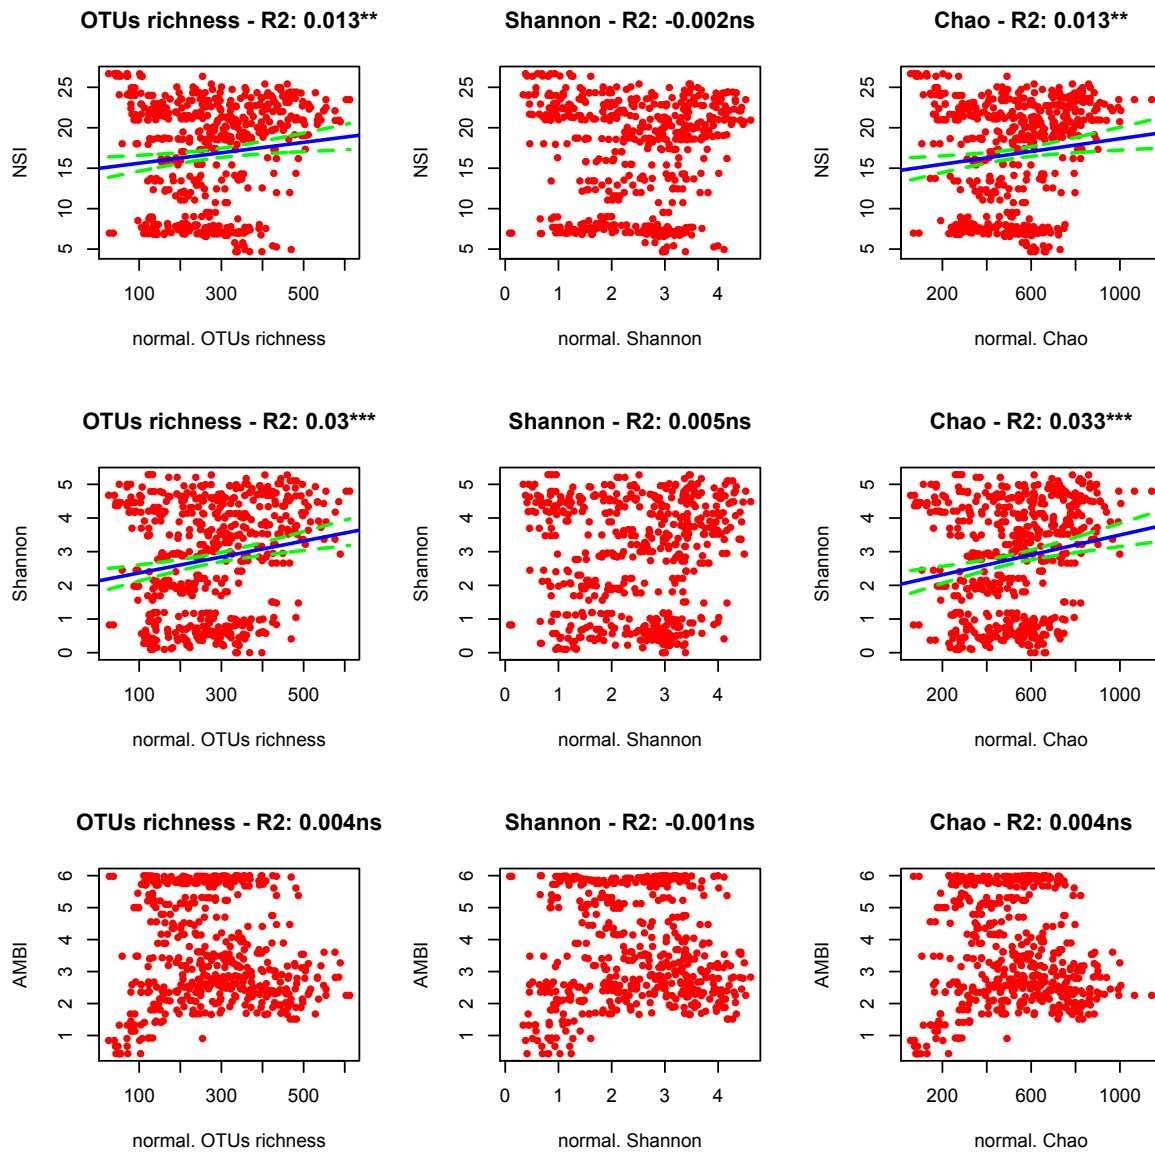 OTUs richness - R2: 0.013**
Shannon - R2: -0.002ns
Chao - R2: 0.013**
NSI
5 10 15 20 25
100 300 500
normal. OTUs richness
NSI
5 10 15 20 25
0 1 2 3 4
normal. Shannon
NSI
5 10 15 20 25
200 600 1000
normal. Chao
OTUs richness - R2: 0.03***
Shannon - R2: 0.005ns
Chao - R2: 0.033***
Shannon
0 1 2 3 4 5
100 300 500
normal. OTUs richness
Shannon
0 1 2 3 4 5
0 1 2 3 4
normal. Shannon
Shannon
0 1 2 3 4 5
200 600 1000
normal. Chao
OTUs richness - R2: 0.004ns
Shannon - R2: -0.001ns
Chao - R2: 0.004ns
AMBI
1 2 3 4 5 6
100 300 500
normal. OTUs richness
AMBI
1 2 3 4 5 6
0 1 2 3 4
normal. Shannon
AMBI
1 2 3 4 5 6
200 600 1000
normal. Chao